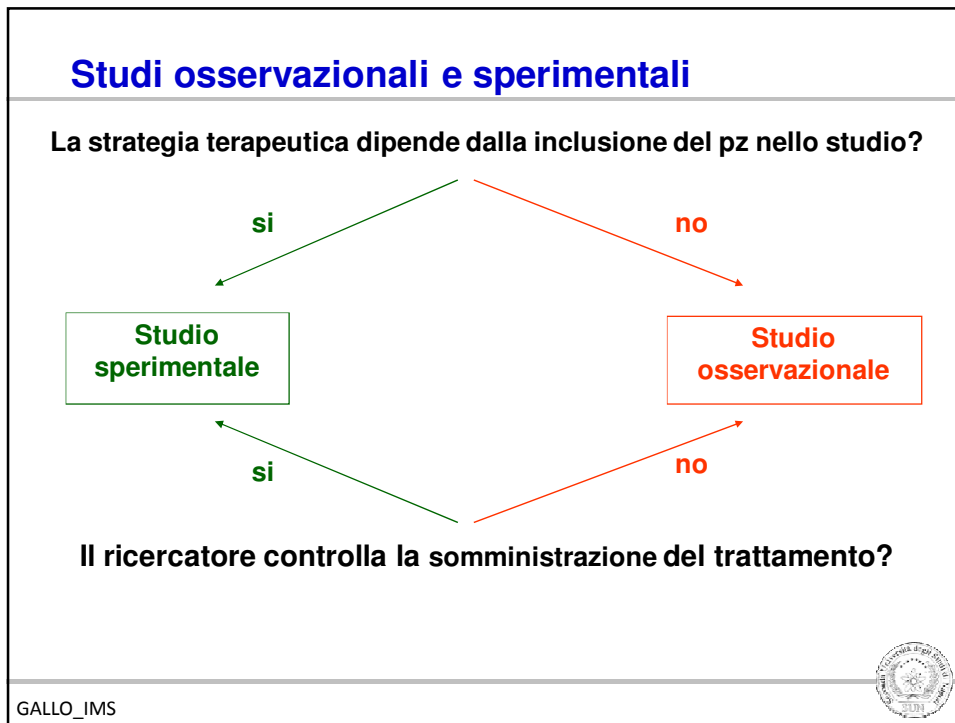 Studi osservazionali e sperimentali
La strategia terapeutica dipende dalla inclusione del pz nello studio?
si
no
Studio
sperimentale
Studio
osservazionale
si
no
Il ricercatore controlla la somministrazione del trattamento?
GALLO_IMS
SUN